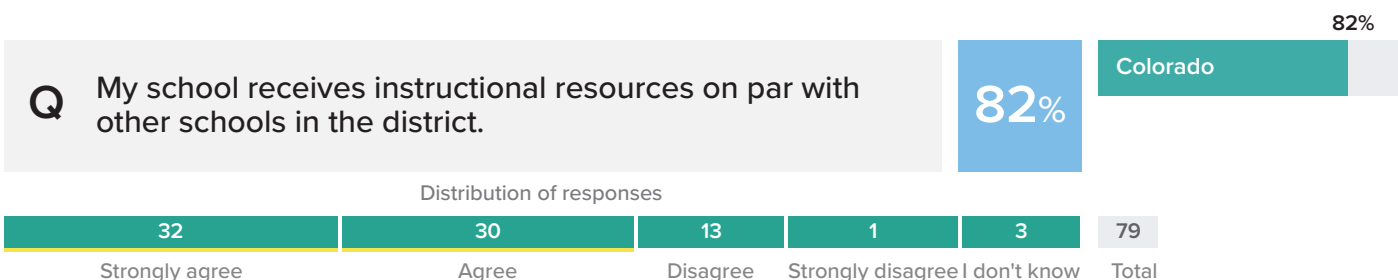 82%
Q My school receives instructional resources on par with
other schools in the district.
82%
Colorado
Distribution of responses
32 30 13 1 3 79
Strongly agree Agree Disagree Strongly disagree I don't know Total